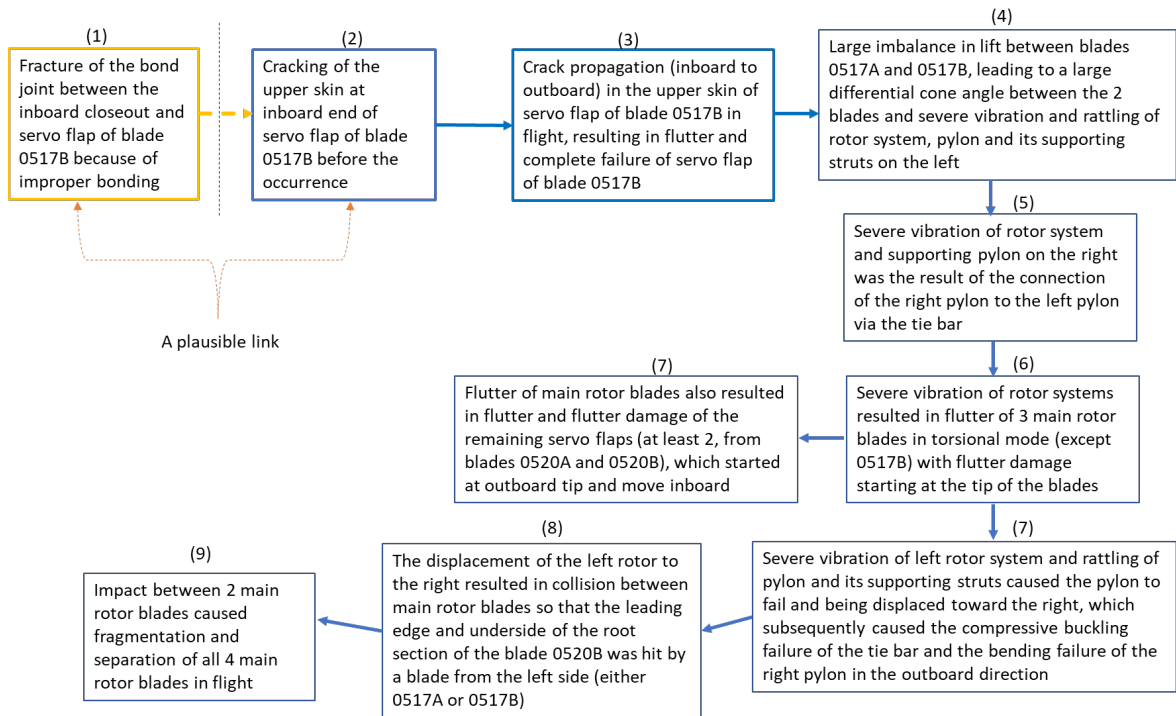 (1)
Fracture of the bond
joint between the
inboard closeout and
servo flap of blade
0517B because of
improper bonding
(2)
Cracking of the
upper skin at
inboard end of
servo flap of blade
0517B before the
occurrence
(3)
Crack propagation (inboard to
outboard) in the upper skin of
servo flap of blade 0517B in
flight, resulting in flutter and
complete failure of servo flap
of blade 0517B
(4)
Large imbalance in lift between blades
0517A and 0517B, leading to a large
differential cone angle between the 2
blades and severe vibration and rattling of
rotor system, pylon and its supporting
struts on the left
A plausible link
(5)
Severe vibration of rotor system
and supporting pylon on the right
was the result of the connection
of the right pylon to the left pylon
via the tie bar
(6)
Severe vibration of rotor systems
resulted in flutter of 3 main rotor
blades in torsional mode (except
0517B) with flutter damage
starting at the tip of the blades
(7)
Flutter of main rotor blades also resulted
in flutter and flutter damage of the
remaining servo flaps (at least 2, from
blades 0520A and 0520B), which started
at outboard tip and move inboard
(7)
Severe vibration of left rotor system and rattling of
pylon and its supporting struts caused the pylon to
fail and being displaced toward the right, which
subsequently caused the compressive buckling
failure of the tie bar and the bending failure of the
right pylon in the outboard direction
(8)
The displacement of the left rotor to
the right resulted in collision between
main rotor blades so that the leading
edge and underside of the root
section of the blade 0520B was hit by
a blade from the left side (either
0517A or 0517B)
(9)
Impact between 2 main
rotor blades caused
fragmentation and
separation of all 4 main
rotor blades in flight